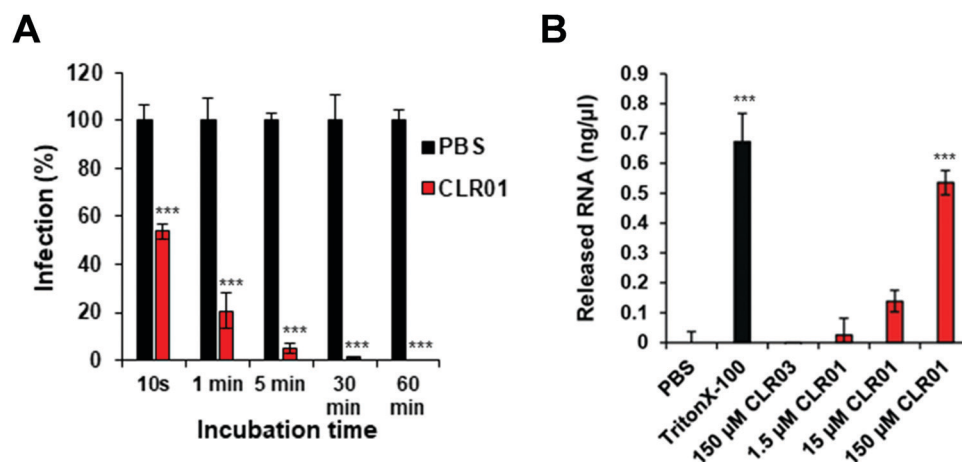 A
120
100
80
60
40
20
0
Infection (%)
***
***
***
***
***
PBS
CLR01
10s
1 min
5 min
30
min
60
min
Incubation time
B
0.9
0.8
0.7
0.6
0.5
0.4
0.3
0.2
0.1
0
Released RNA (ng/µl)
***
***
PBS
TritonX-100
150 µM CLR03
1.5 µM CLR01
15 µM CLR01
150 µM CLR01